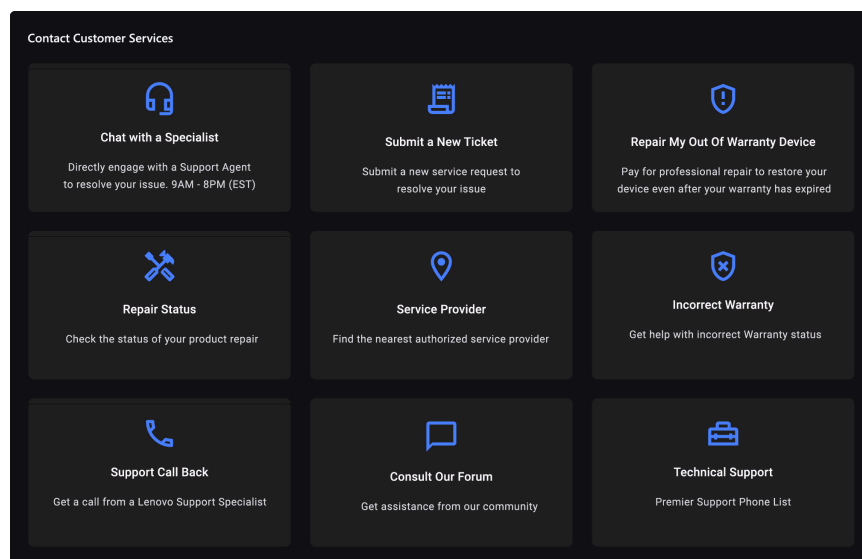 Contact Customer Services
Chat with a Specialist
Directly engage with a Support Agent
to resolve your issue. 9AM - 8PM (EST)
Submit a New Ticket
Submit a new service request to
resolve your issue
Repair My Out Of Warranty Device
Pay for professional repair to restore your
device even after your warranty has expired
Repair Status
Check the status of your product repair
Service Provider
Find the nearest authorized service provider
Incorrect Warranty
Get help with incorrect Warranty status
Support Call Back
Get a call from a Lenovo Support Specialist
Consult Our Forum
Get assistance from our community
Technical Support
Premier Support Phone List